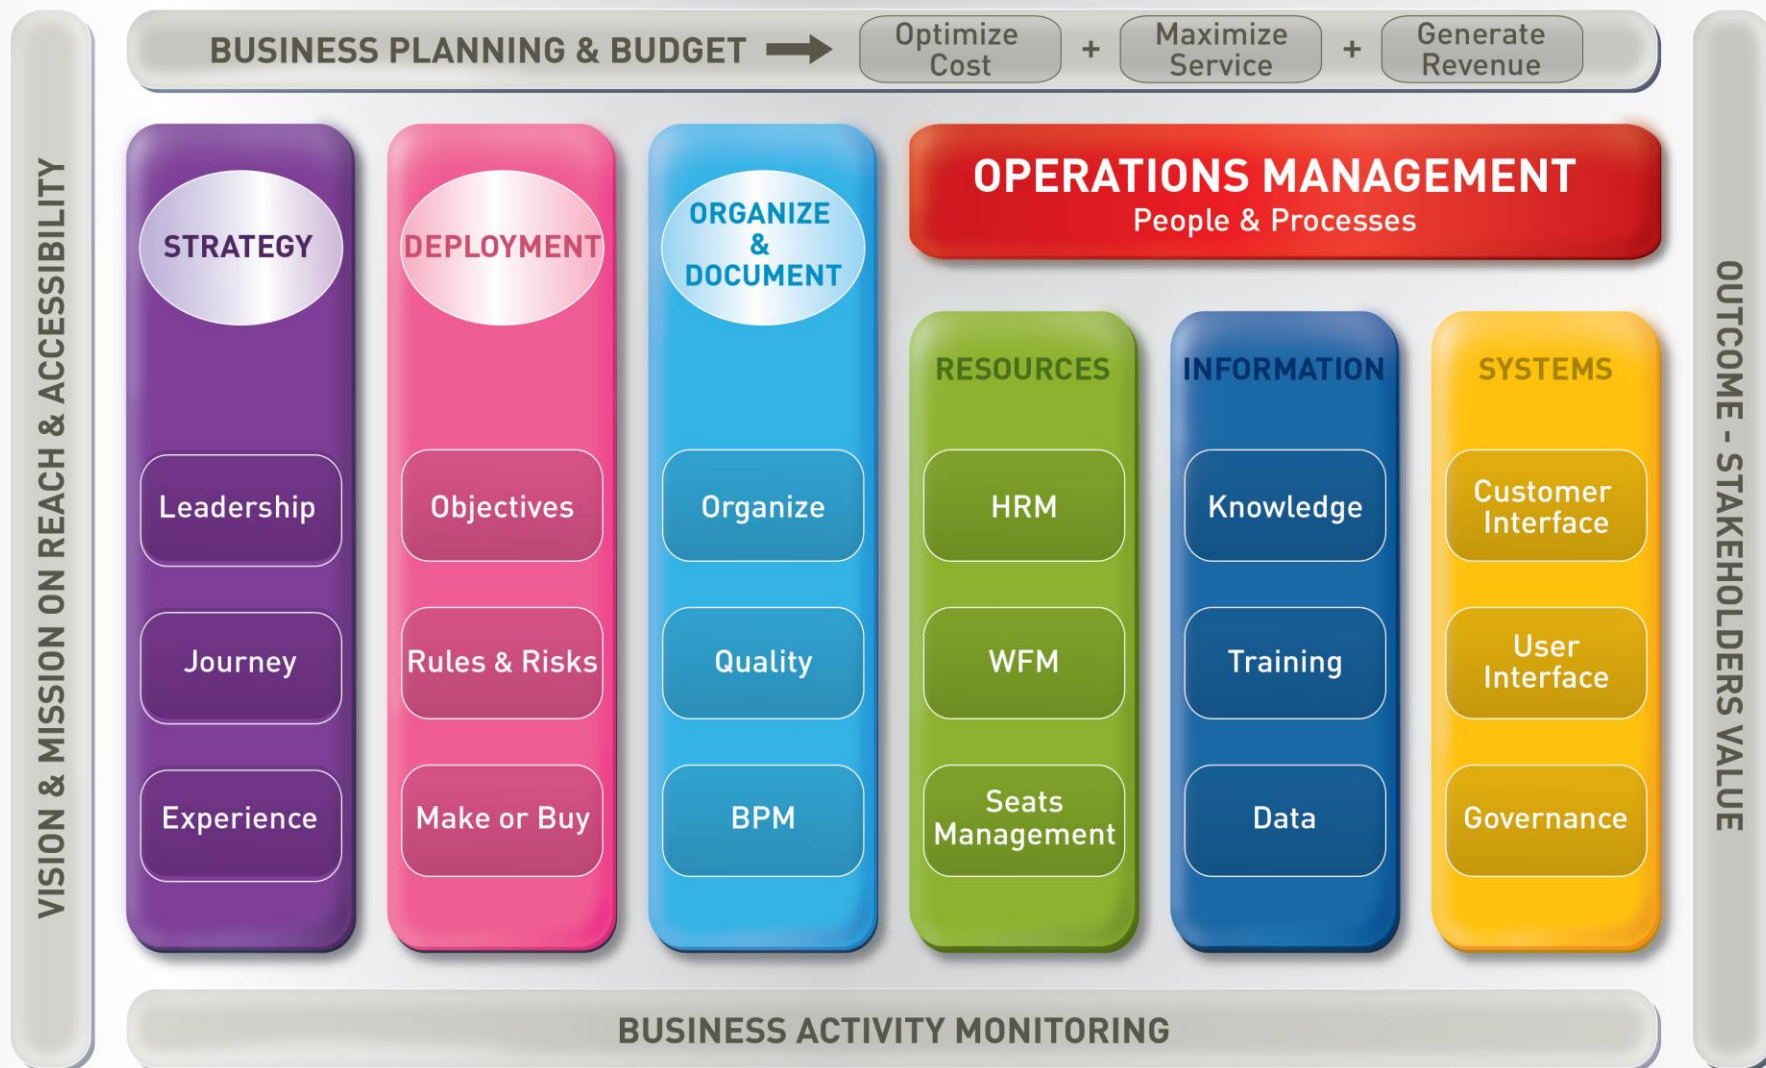 BUSINESS PLANNING & BUDGET
Optimize
Cost
+
Maximize
Service
+
Generate
Revenue
VISION & MISSION ON REACH & ACCESSIBILITY
STRATEGY
Leadership
Journey
Experience
DEPLOYMENT
Objectives
Rules & Risks
Make or Buy
ORGANIZE
&
DOCUMENT
Organize
Quality
BPM
OPERATIONS MANAGEMENT
People & Processes
RESOURCES
HRM
WFM
Seats
Management
INFORMATION
Knowledge
Training
Data
SYSTEMS
Customer
Interface
User
Interface
Governance
OUTCOME - STAKEHOLDERS VALUE
BUSINESS ACTIVITY MONITORING